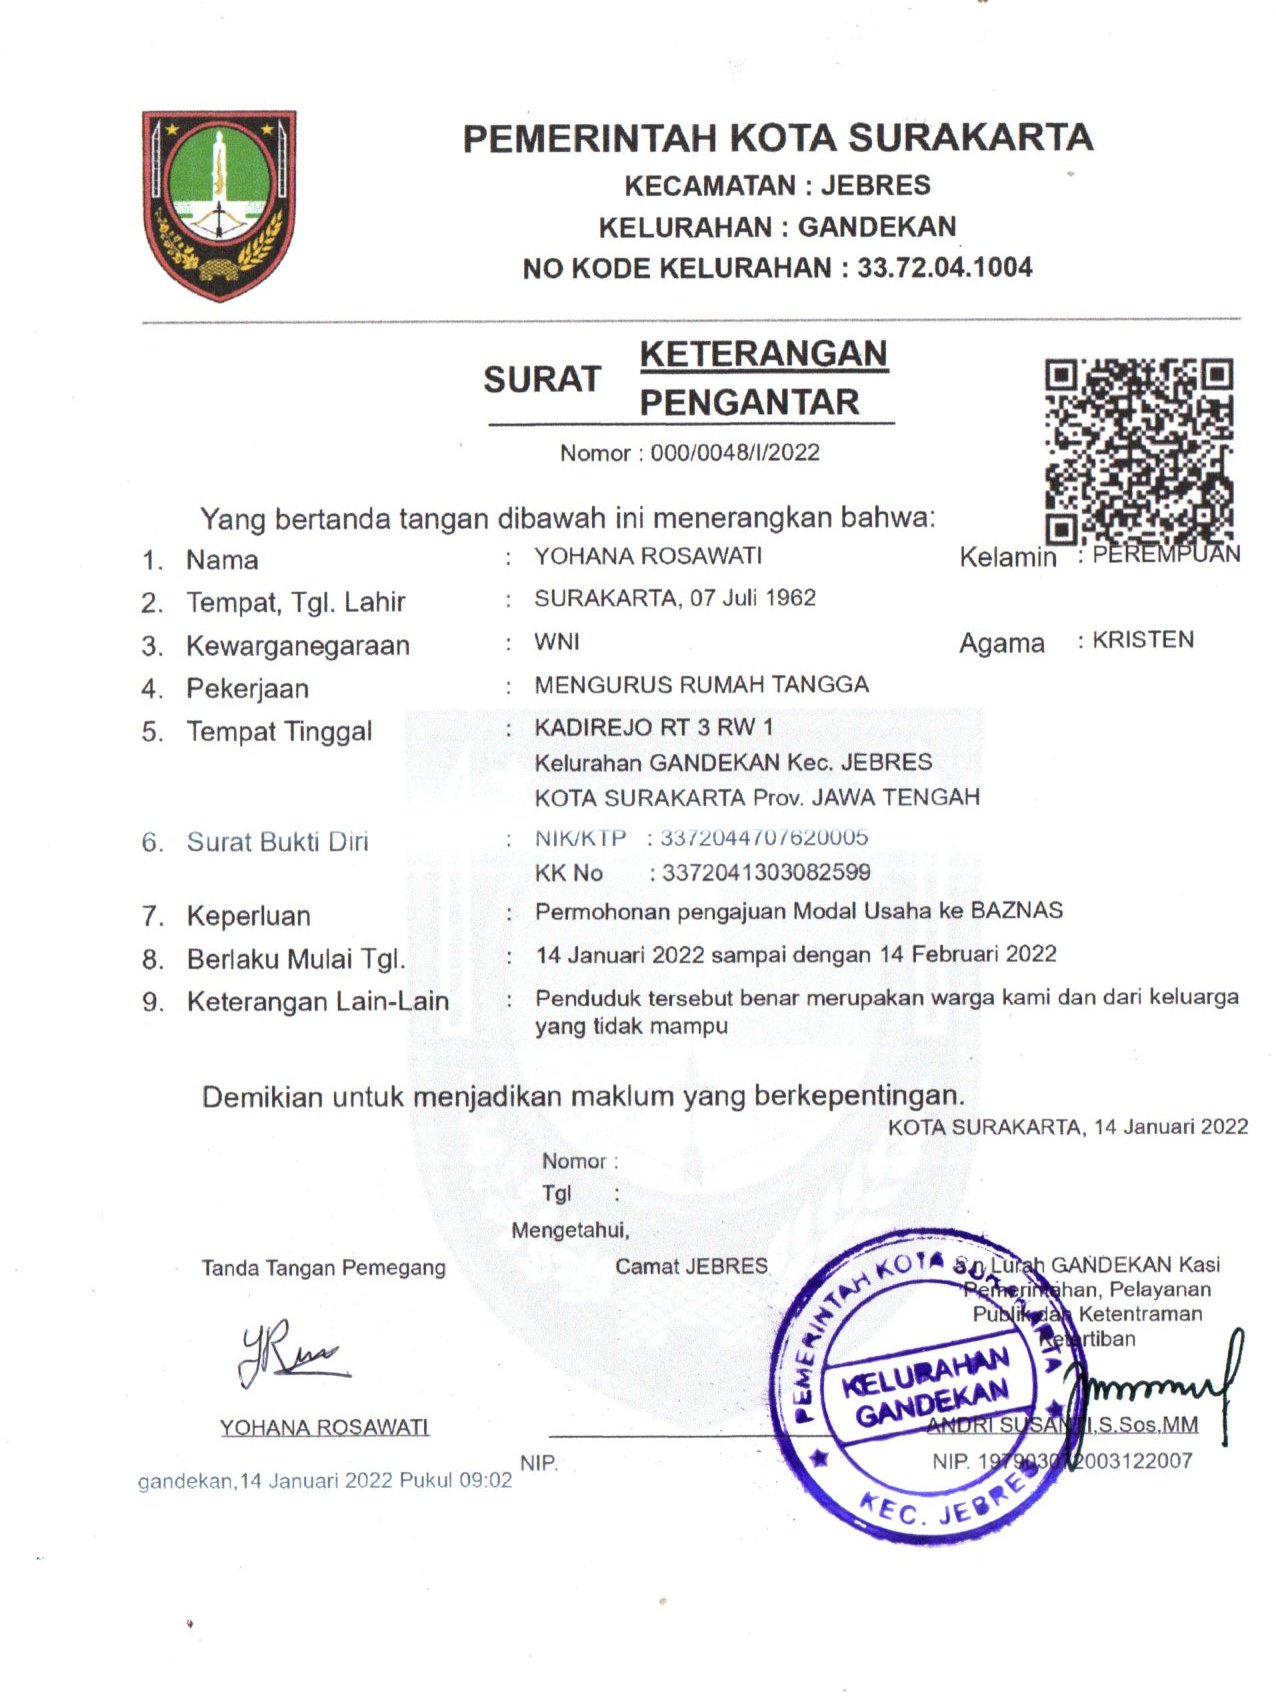 PEMERINTAH KOTA SURAKARTA
KECAMATAN : JEBRES
KELURAHAN : GANDEKAN
NO KODE KELURAHAN : 33.72.04.1004
SURAT KETERANGAN
PENGANTAR
Nomor : 000/0048/I/2022
Yang bertanda tangan dibawah ini menerangkan bahwa:
1. Nama : YOHANA ROSAWATI Kelamin : PEREMPUAN
2. Tempat, Tgl. Lahir : SURAKARTA, 07 Juli 1962
3. Kewarganegaraan : WNI Agama : KRISTEN
4. Pekerjaan : MENGURUS RUMAH TANGGA
5. Tempat Tinggal : KADIREJO RT 3 RW 1
Kelurahan GANDEKAN Kec. JEBRES
KOTA SURAKARTA Prov. JAWA TENGAH
6. Surat Bukti Diri : NIK/KTP : 3372044707620005
KK No : 3372041303082599
7. Keperluan : Permohonan pengajuan Modal Usaha ke BAZNAS
8. Berlaku Mulai Tgl. : 14 Januari 2022 sampai dengan 14 Februari 2022
9. Keterangan Lain-Lain : Penduduk tersebut benar merupakan warga kami dan dari keluarga
yang tidak mampu
Demikian untuk menjadikan maklum yang berkepentingan.
KOTA SURAKARTA, 14 Januari 2022
Nomor :
Tgl :
Mengetahui,
Tanda Tangan Pemegang
Camat JEBRES
Lurah GANDEKAN Kasi
Pemerintahan, Pelayanan
Publik dan Ketentraman
Ketertiban
PEMERINTAH KOTA SURAKARTA
KELURAHAN
GANDEKAN
KEC. JEBRES
YOHANA ROSAWATI
ANDRI SUSANTI,S.Sos,MM
NIP.
NIP. 197903072003122007
gandekan,14 Januari 2022 Pukul 09:02